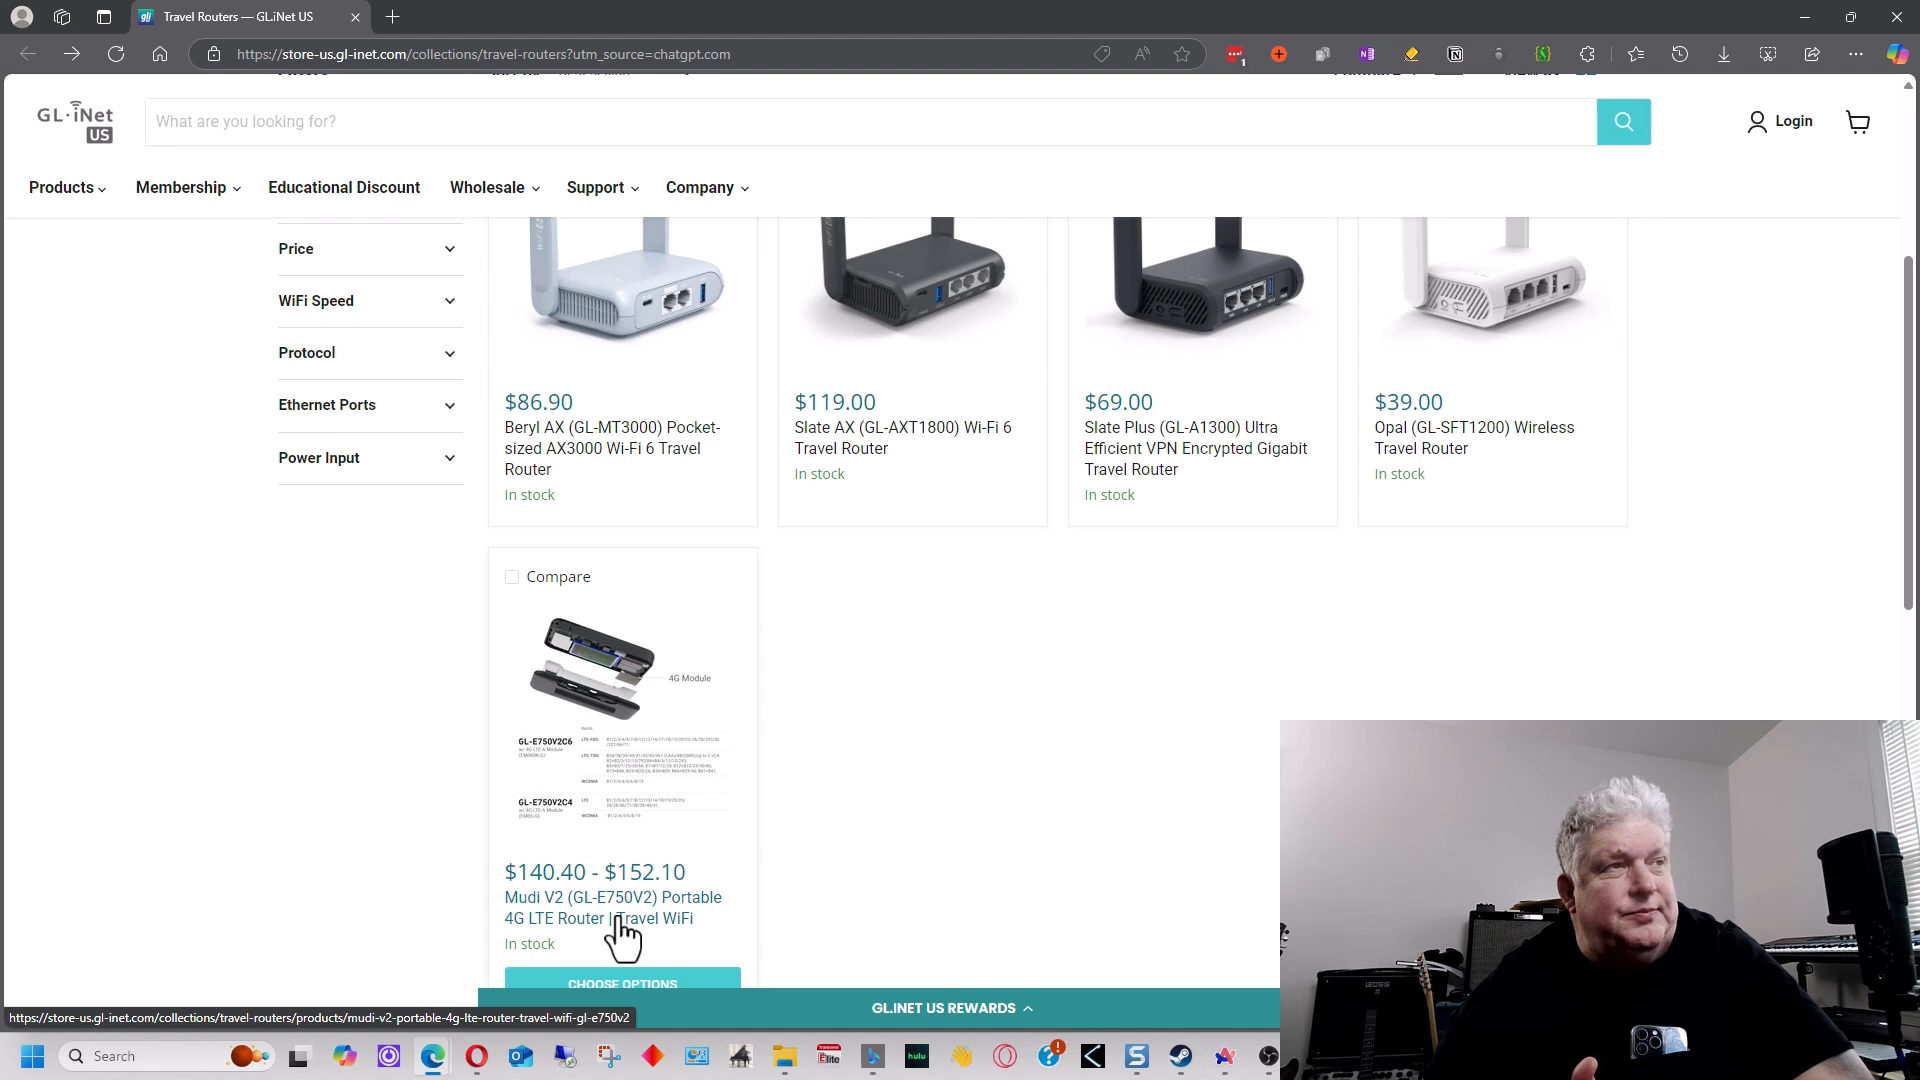 Travel Routers — GL.iNet US
https://store-us.gl-inet.com/collections/travel-routers?utm_source=chatgpt.com
1
GL·iNet
US
What are you looking for?
Login
Products
Membership
Educational Discount
Wholesale
Support
Company
Price
WiFi Speed
Protocol
Ethernet Ports
Power Input
$86.90
Beryl AX (GL-MT3000) Pocket-
sized AX3000 Wi-Fi 6 Travel
Router
In stock
$119.00
Slate AX (GL-AXT1800) Wi-Fi 6
Travel Router
In stock
$69.00
Slate Plus (GL-A1300) Ultra
Efficient VPN Encrypted Gigabit
Travel Router
In stock
$39.00
Opal (GL-SFT1200) Wireless
Travel Router
In stock
Compare
4G Module
GL-E750V2C6
GL-E750V2C4
$140.40 - $152.10
Mudi V2 (GL-E750V2) Portable
4G LTE Router | Travel WiFi
In stock
CHOOSE OPTIONS
GL.INET US REWARDS
https://store-us.gl-inet.com/collections/travel-routers/products/mudi-v2-portable-4g-lte-router-travel-wifi-gl-e750v2
Search
Elite
hulu
BOSS